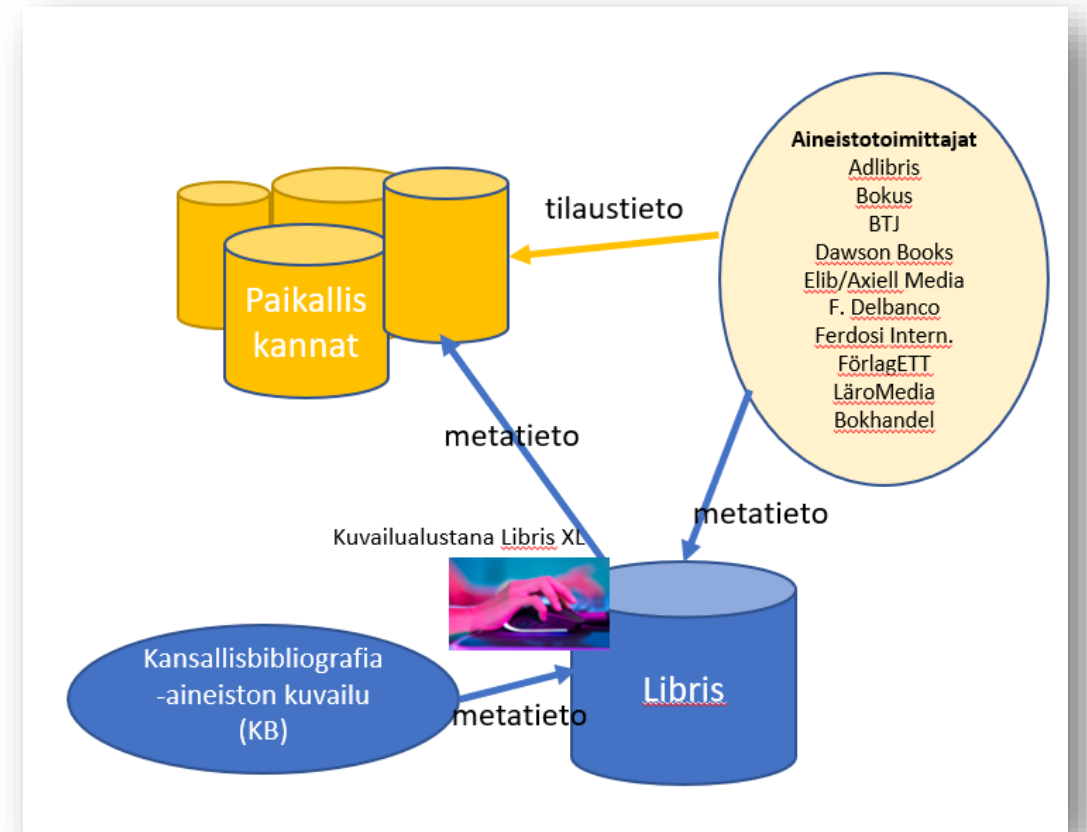 Aineistotoimittajat
Adlibris
Bokus
BTJ
Dawson Books
Elib/Axiell Media
F. Delbanco
Ferdosi Intern.
FörlagETT
LäroMedia
Bokhandel
tilaustieto
Paikallis
kannat
metatieto
metatieto
Kuvailualustana Libris XL
Kansallisbibliografia
-aineiston kuvailu
(KB)
metatieto
Libris